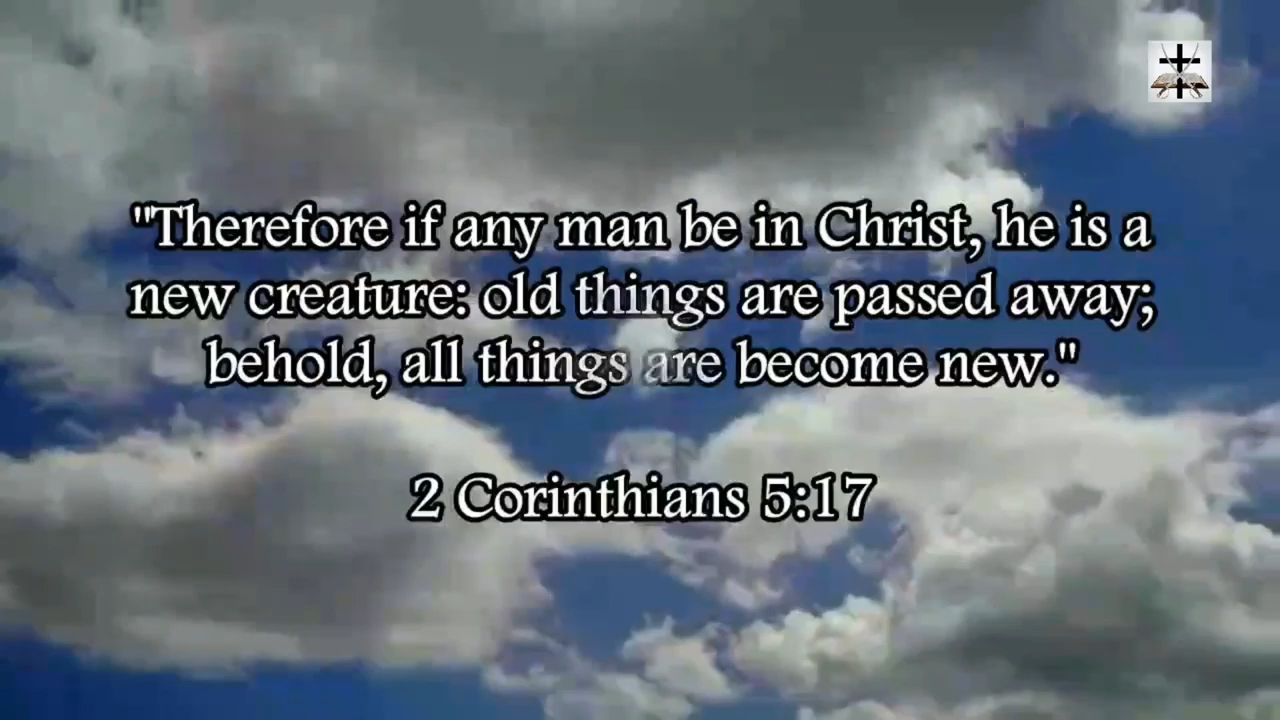 "Therefore if any man be in Christ, he is a
new creature: old things are passed away;
behold, all things are become new."
2 Corinthians 5:17